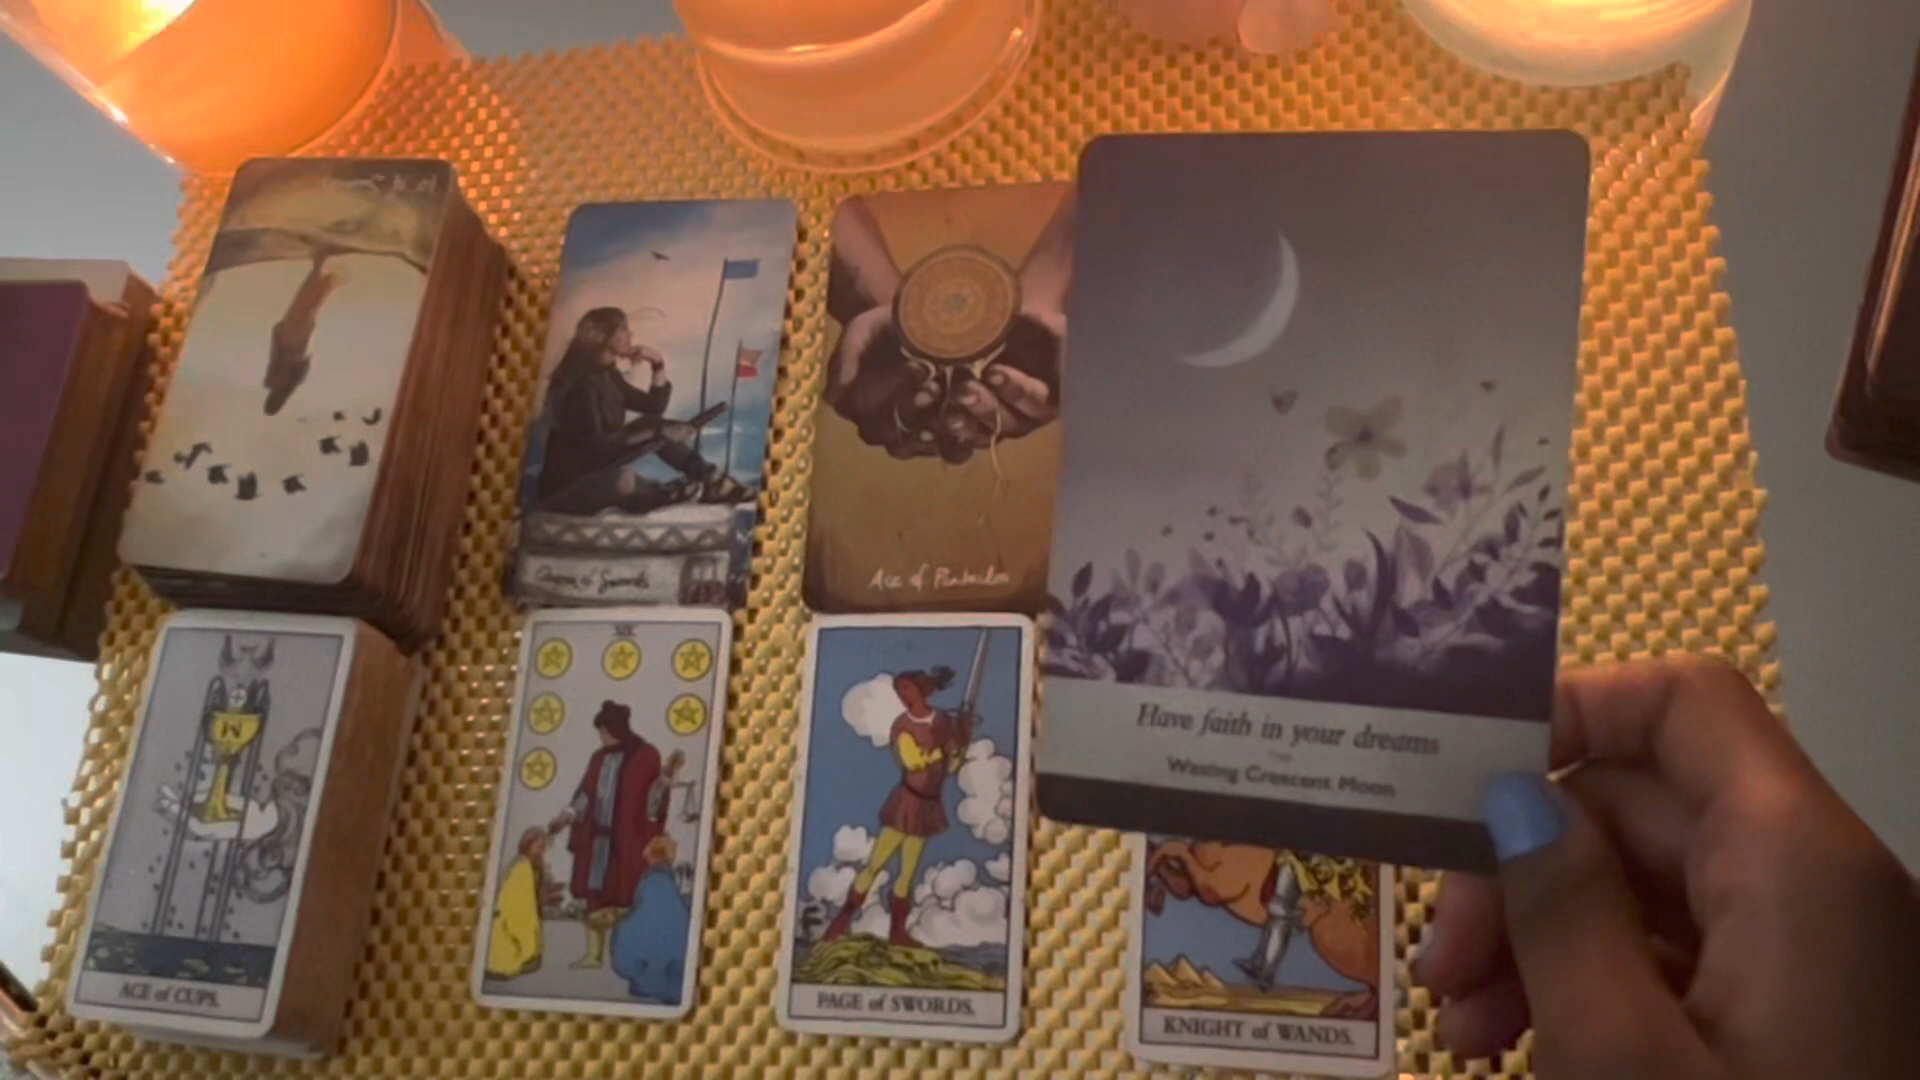 Queen of Swords
Ace of Pentacles
Have faith in your dreams
Waxing Crescent Moon
ACE of CUPS.
PAGE of SWORDS.
KNIGHT of WANDS.